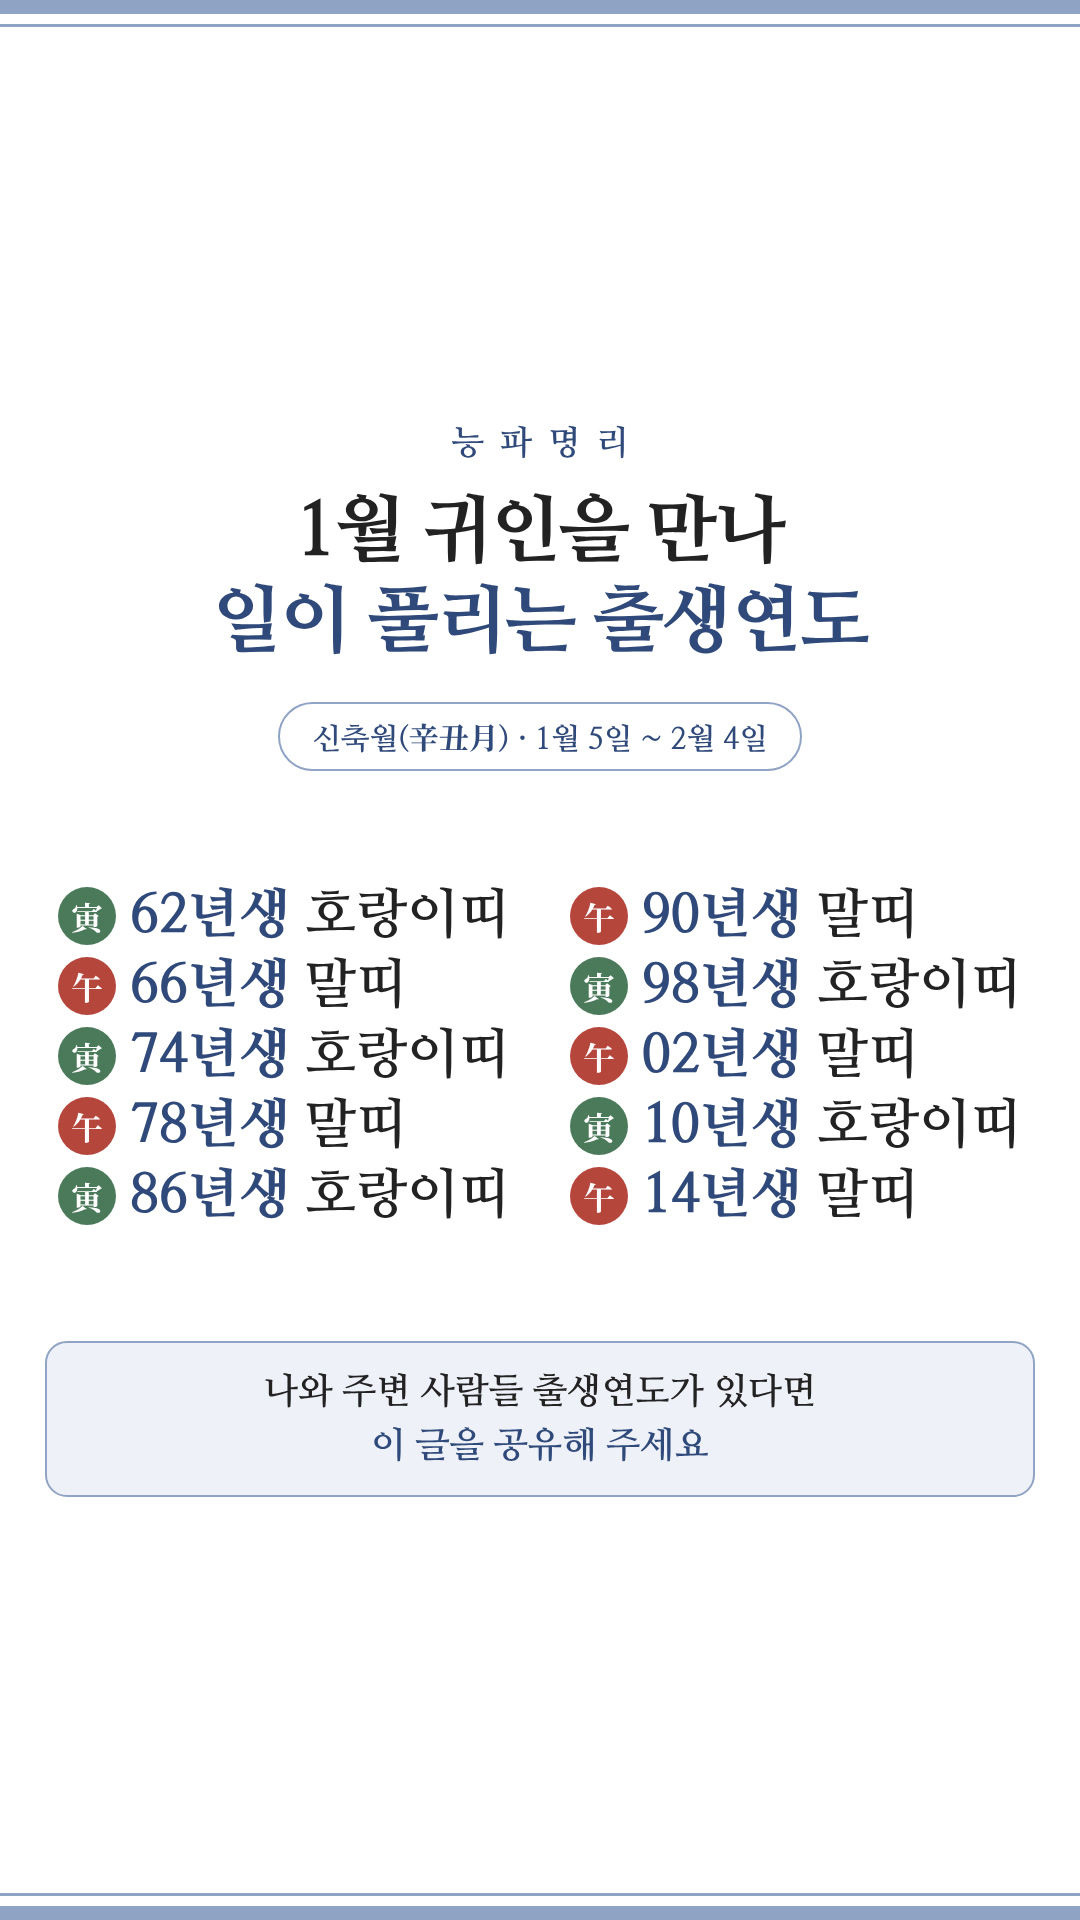 능파명리
1월 귀인을 만나
일이 풀리는 출생연도
신축월(辛丑月) · 1월 5일 ~ 2월 4일
寅 62년생 호랑이띠
午 66년생 말띠
寅 74년생 호랑이띠
午 78년생 말띠
寅 86년생 호랑이띠
午 90년생 말띠
寅 98년생 호랑이띠
午 02년생 말띠
寅 10년생 호랑이띠
午 14년생 말띠
나와 주변 사람들 출생연도가 있다면
이 글을 공유해 주세요